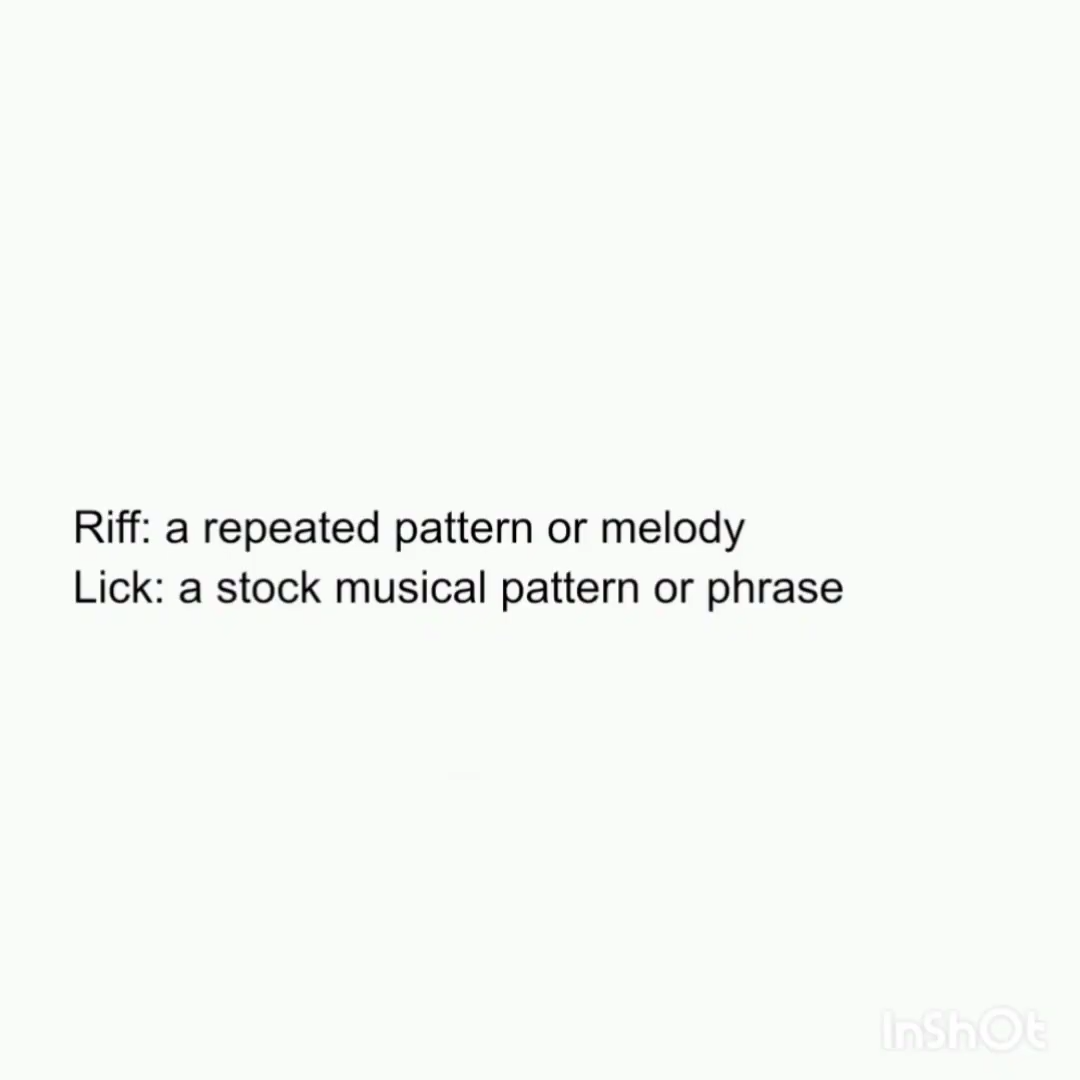 Riff: a repeated pattern or melody
Lick: a stock musical pattern or phrase
InShOt